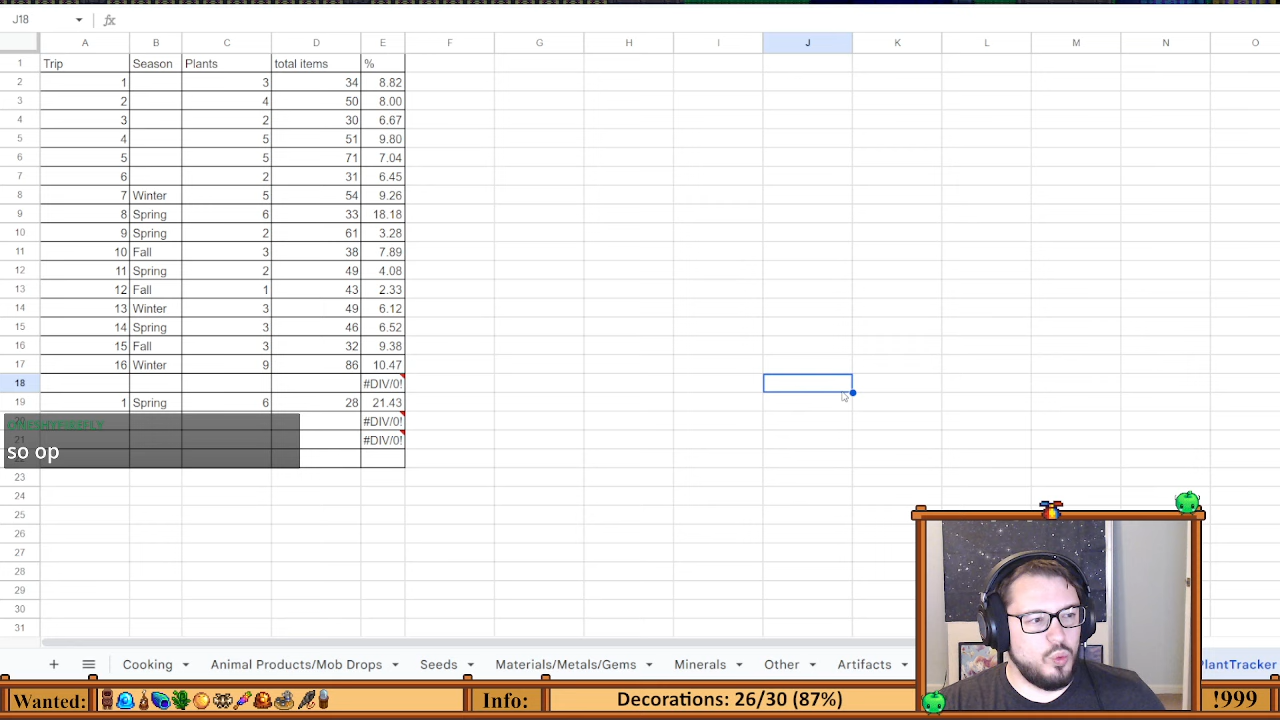 J18 fx
A B C D E F G H I J K L M N O
1 Trip Season Plants total items %
2 1 3 34 8.82
3 2 4 50 8.00
4 3 2 30 6.67
5 4 5 51 9.80
6 5 5 71 7.04
7 6 2 31 6.45
8 7 Winter 5 54 9.26
9 8 Spring 6 33 18.18
10 9 Spring 2 61 3.28
11 10 Fall 3 38 7.89
12 11 Spring 2 49 4.08
13 12 Fall 1 43 2.33
14 13 Winter 3 49 6.12
15 14 Spring 3 46 6.52
16 15 Fall 3 32 9.38
17 16 Winter 9 86 10.47
18 #DIV/0!
19 1 Spring 6 28 21.43
#DIV/0!
21 #DIV/0!
so op
23
24
25
26
27
28
29
30
31
+ Cooking Animal Products/Mob Drops Seeds Materials/Metals/Gems Minerals Other Artifacts PlantTracker
Wanted: Info: Decorations: 26/30 (87%) !999